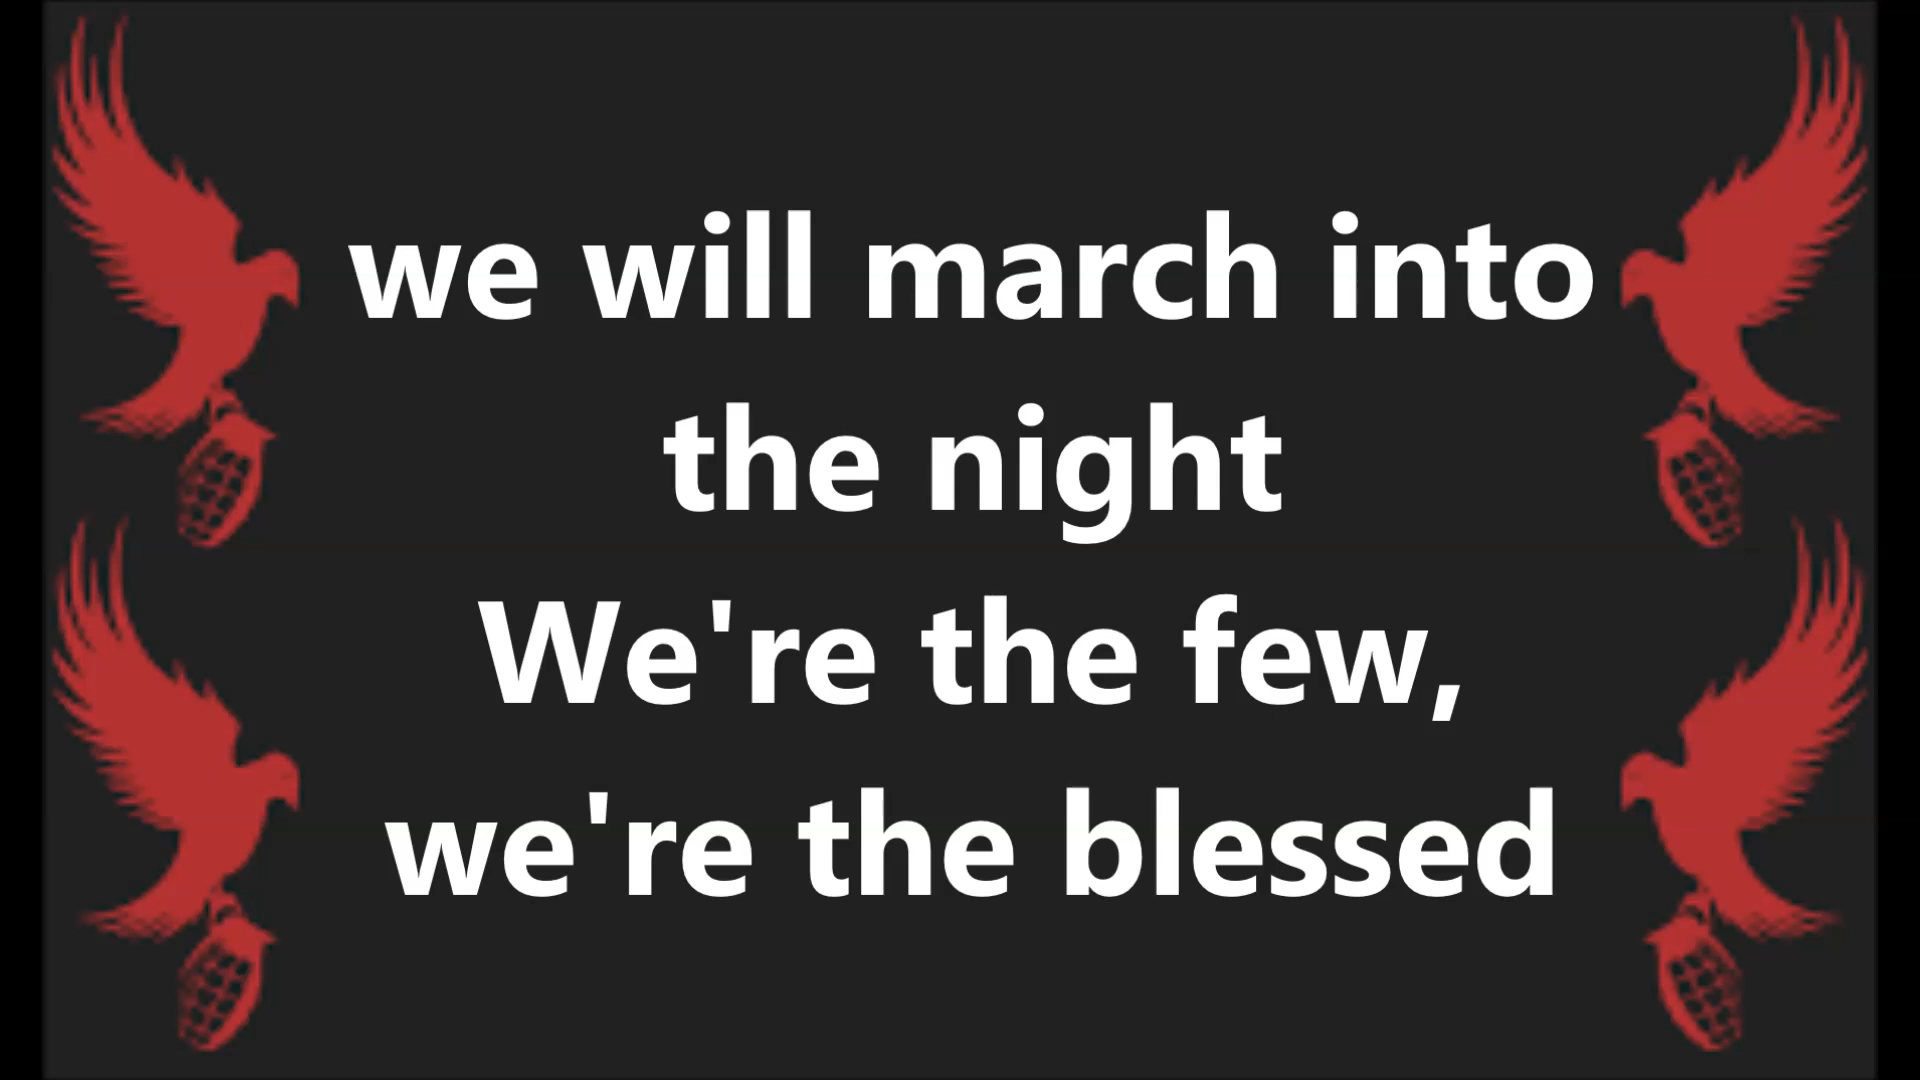 we will march into
the night
We're the few,
we're the blessed